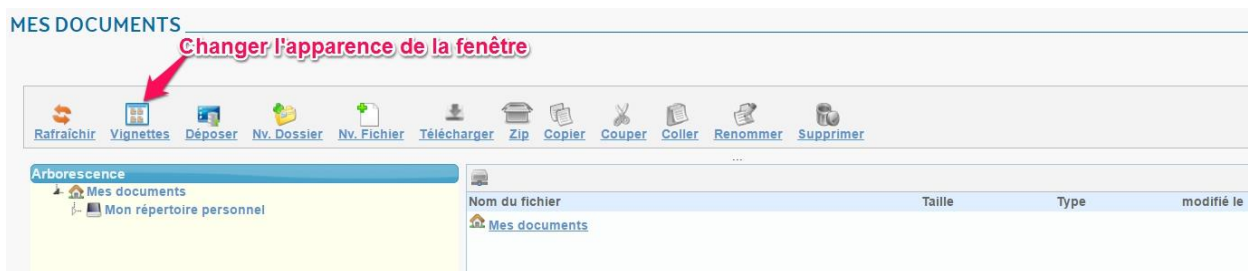 MES DOCUMENTS
Changer l'apparence de la fenêtre
Rafraîchir Vignettes Déposer Nv. Dossier Nv. Fichier Télécharger Zip Copier Couper Coller Renommer Supprimer
...
Arborescence
Mes documents
Mon répertoire personnel
Nom du fichier Taille Type modifié le
Mes documents